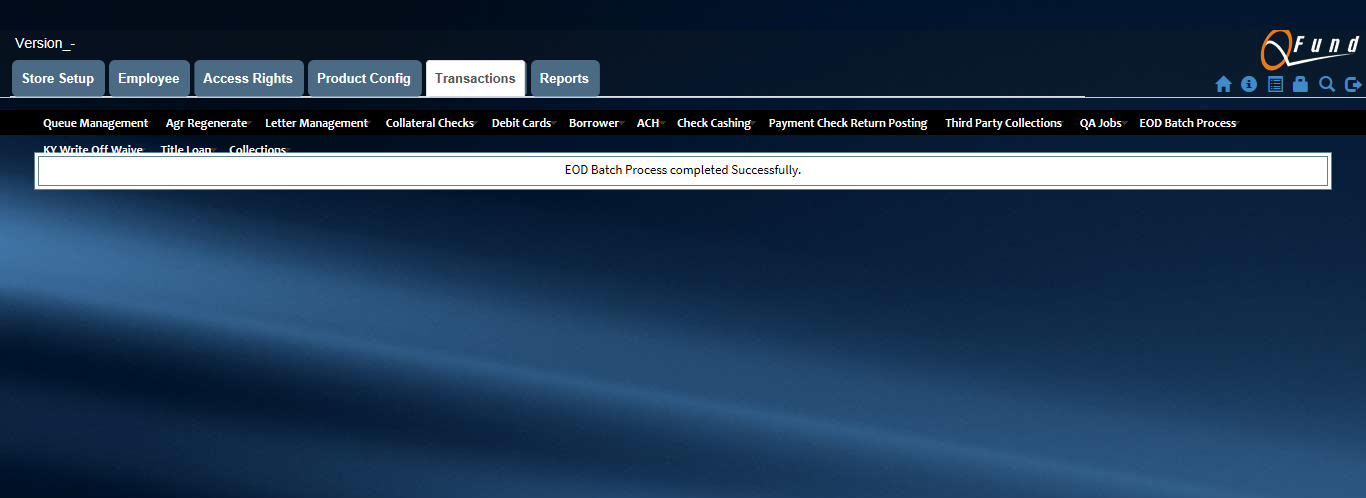 Version_-
QFund
Store Setup Employee Access Rights Product Config Transactions Reports
Queue Management Agr Regenerate Letter Management Collateral Checks Debit Cards Borrower ACH Check Cashing Payment Check Return Posting Third Party Collections QA Jobs EOD Batch Process
KY Write Off Waive Title Loan Collections
EOD Batch Process completed Successfully.